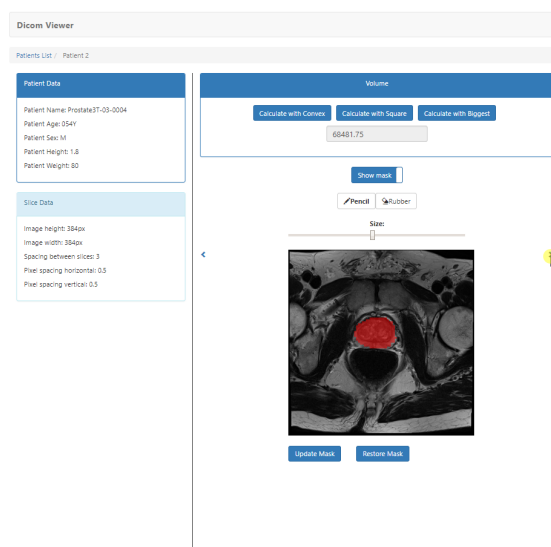 Dicom Viewer
Patients List / Patient 2
Patient Data
Patient Name: Prostate3T-03-0004
Patient Age: 054Y
Patient Sex: M
Patient Height: 1.8
Patient Weight: 80
Slice Data
Image height: 384px
Image width: 384px
Spacing between slices: 3
Pixel spacing horizontal: 0.5
Pixel spacing vertical: 0.5
Volume
Calculate with Convex Calculate with Square Calculate with Biggest
68481.75
Show mask
Pencil Rubber
Size:
Update Mask Restore Mask